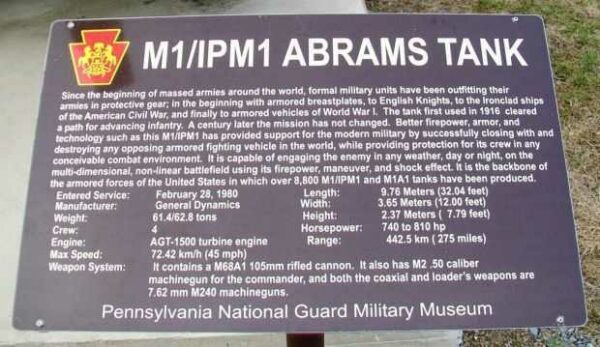 M1/IPM1 ABRAMS TANK
Since the beginning of massed armies around the world, formal military units have been outfitting their
armies in protective gear; in the beginning with armored breastplates, to English Knights, to the Ironclad ships
of the American Civil War, and finally to armored vehicles of World War I. The tank first used in 1916 cleared
a path for advancing infantry. A century later the mission has not changed. Better firepower, armor, and
technology such as this M1/IPM1 has provided support for the modern military by successfully closing with and
destroying any opposing armored fighting vehicle in the world, while providing protection for its crew in any
conceivable combat environment. It is capable of engaging the enemy in any weather, day or night, on the
multi-dimensional, non-linear battlefield using its firepower, maneuver, and shock effect. It is the backbone of
the armored forces of the United States in which over 8,800 M1/IPM1 and M1A1 tanks have been produced.
Entered Service: February 28, 1980 Length: 9.76 Meters (32.04 feet)
Manufacturer: General Dynamics Width: 3.65 Meters (12.00 feet)
Weight: 61.4/62.8 tons Height: 2.37 Meters ( 7.79 feet)
Crew: 4 Horsepower: 740 to 810 hp
Engine: AGT-1500 turbine engine Range: 442.5 km ( 275 miles)
Max Speed: 72.42 km/h (45 mph)
Weapon System: It contains a M68A1 105mm rifled cannon. It also has M2 .50 caliber
machinegun for the commander, and both the coaxial and loader's weapons are
7.62 mm M240 machineguns.
Pennsylvania National Guard Military Museum